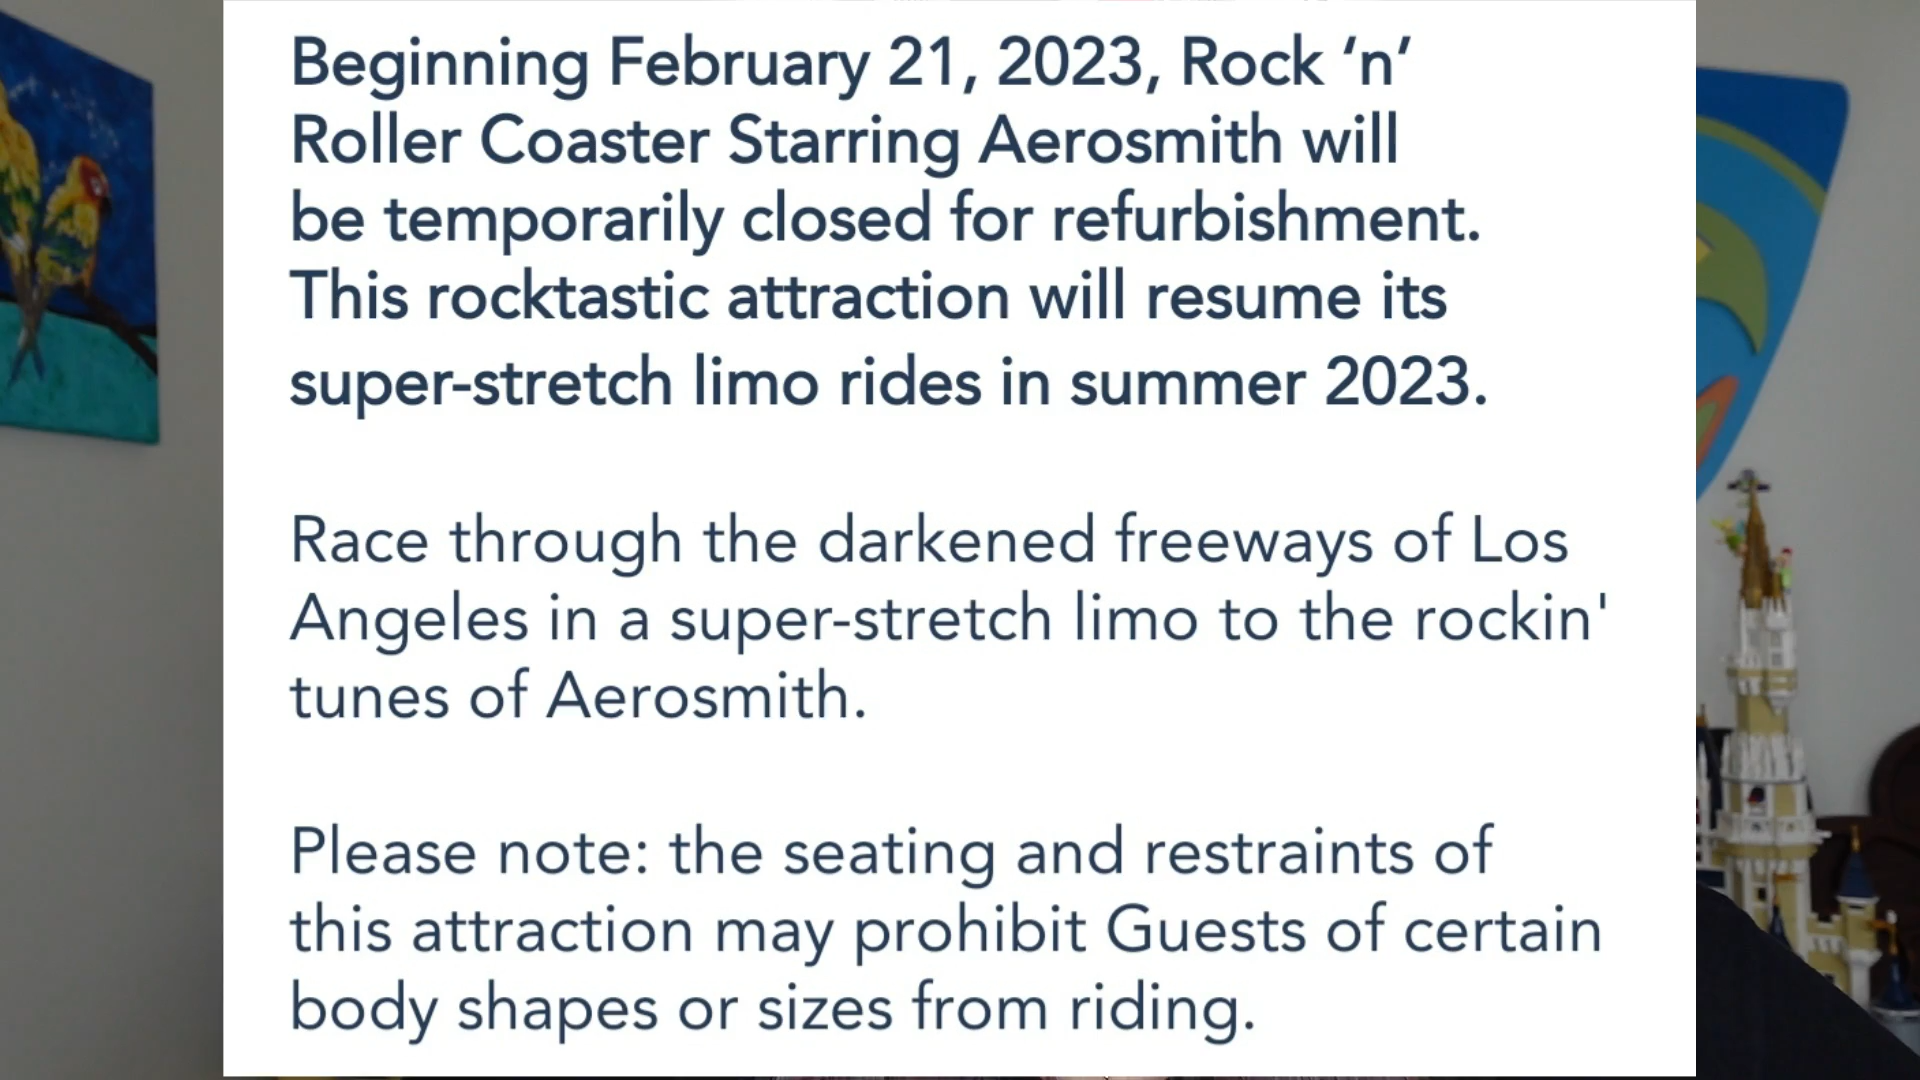 Beginning February 21, 2023, Rock ‘n’
Roller Coaster Starring Aerosmith will
be temporarily closed for refurbishment.
This rocktastic attraction will resume its
super-stretch limo rides in summer 2023.
Race through the darkened freeways of Los
Angeles in a super-stretch limo to the rockin'
tunes of Aerosmith.
Please note: the seating and restraints of
this attraction may prohibit Guests of certain
body shapes or sizes from riding.